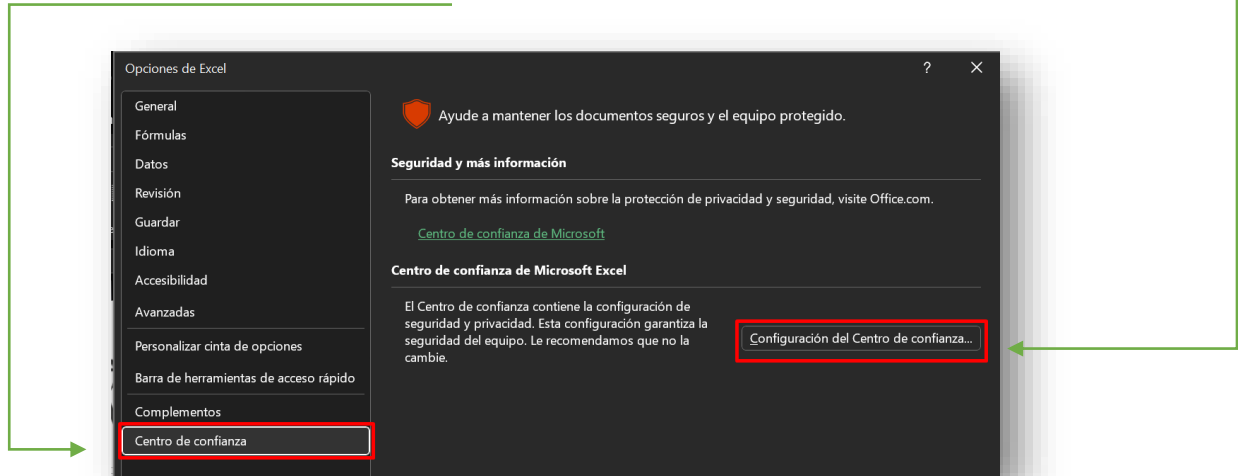 Opciones de Excel
?
General
Fórmulas
Datos
Revisión
Guardar
Idioma
Accesibilidad
Avanzadas
Personalizar cinta de opciones
Barra de herramientas de acceso rápido
Complementos
Centro de confianza
Ayude a mantener los documentos seguros y el equipo protegido.
Seguridad y más información
Para obtener más información sobre la protección de privacidad y seguridad, visite Office.com.
Centro de confianza de Microsoft
Centro de confianza de Microsoft Excel
El Centro de confianza contiene la configuración de
seguridad y privacidad. Esta configuración garantiza la
seguridad del equipo. Le recomendamos que no la
cambie.
Configuración del Centro de confianza...